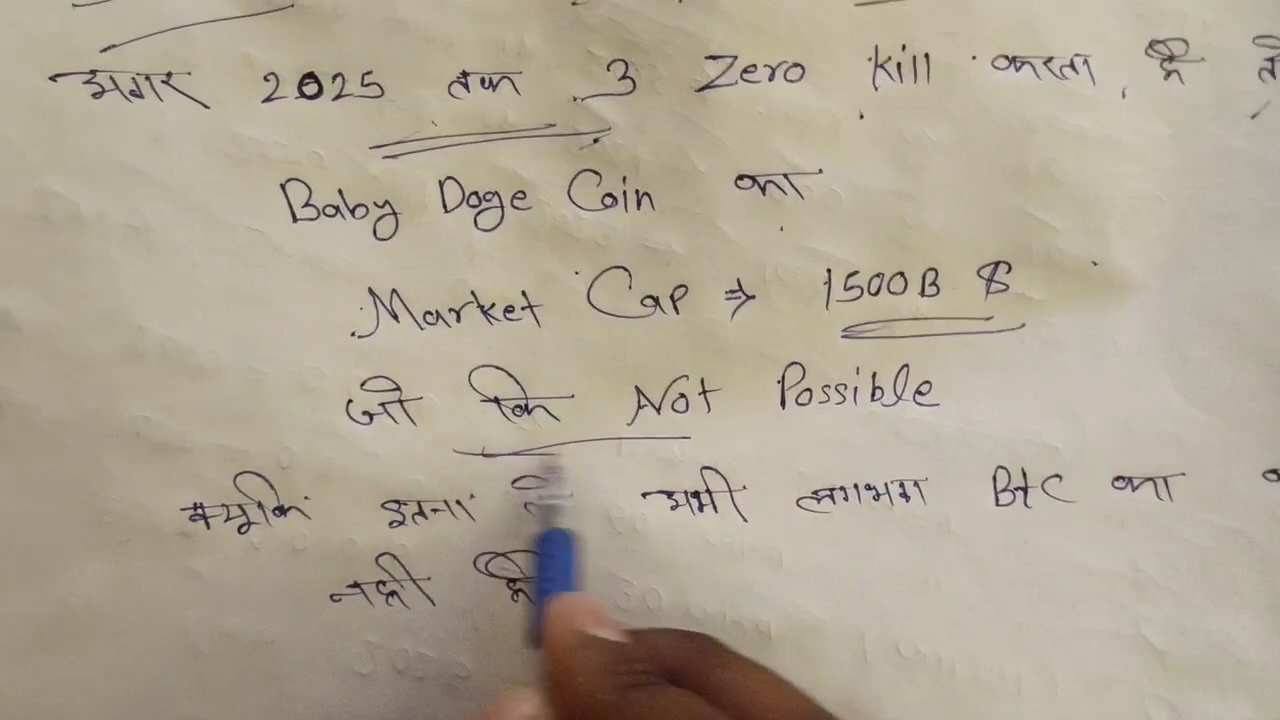 अगर 2025 तक 3 Zero kill करता है
Baby Doge Coin का
Market Cap ⇒ 1500B $
जो कि Not Possible
क्यूकि इतना अभी लगभग BtC का
नही है